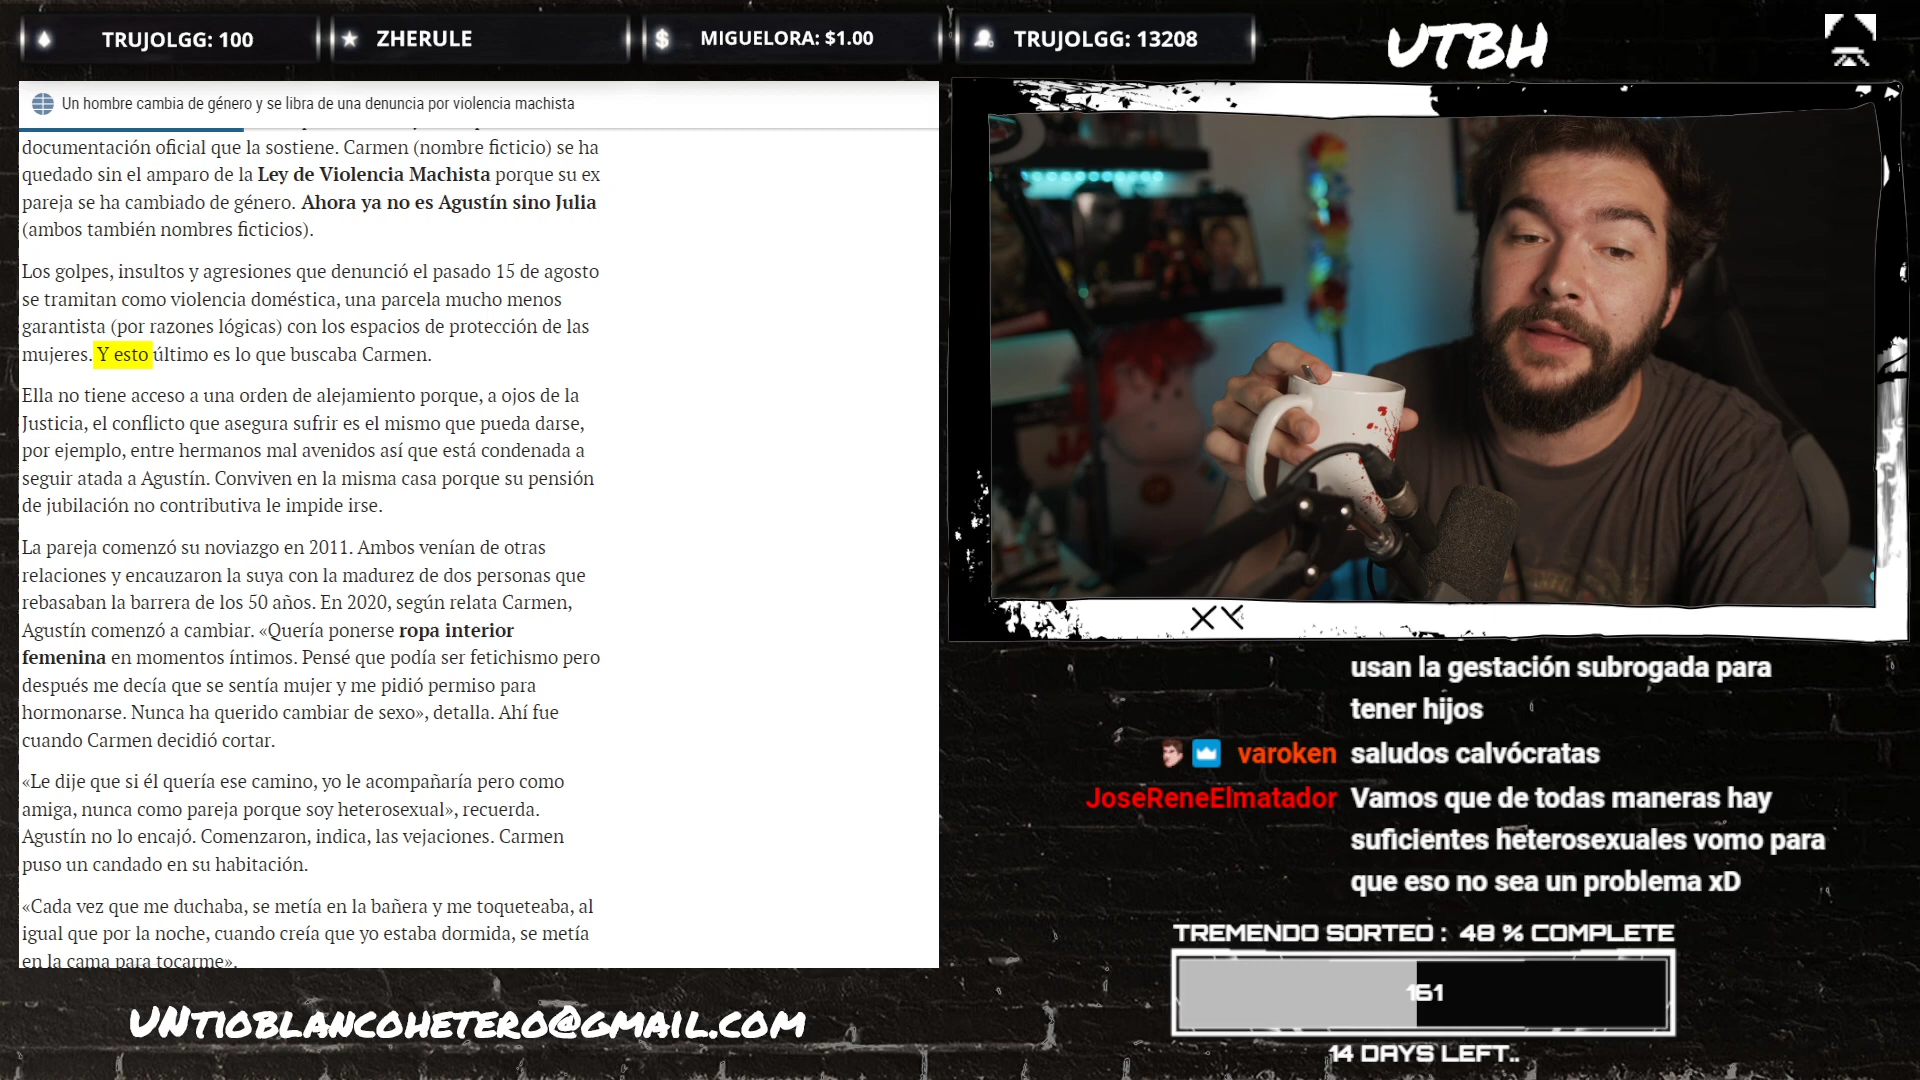 TRUJOLGG: 100
ZHERULE
MIGUELORA: $1.00
TRUJOLGG: 13208
UTBH
Un hombre cambia de género y se libra de una denuncia por violencia machista
documentación oficial que la sostiene. Carmen (nombre ficticio) se ha
quedado sin el amparo de la Ley de Violencia Machista porque su ex
pareja se ha cambiado de género. Ahora ya no es Agustín sino Julia
(ambos también nombres ficticios).
Los golpes, insultos y agresiones que denunció el pasado 15 de agosto
se tramitan como violencia doméstica, una parcela mucho menos
garantista (por razones lógicas) con los espacios de protección de las
mujeres. Y esto último es lo que buscaba Carmen.
Ella no tiene acceso a una orden de alejamiento porque, a ojos de la
Justicia, el conflicto que asegura sufrir es el mismo que pueda darse,
por ejemplo, entre hermanos mal avenidos así que está condenada a
seguir atada a Agustín. Conviven en la misma casa porque su pensión
de jubilación no contributiva le impide irse.
La pareja comenzó su noviazgo en 2011. Ambos venían de otras
relaciones y encauzaron la suya con la madurez de dos personas que
rebasaban la barrera de los 50 años. En 2020, según relata Carmen,
Agustín comenzó a cambiar. «Quería ponerse ropa interior
femenina en momentos íntimos. Pensé que podía ser fetichismo pero
después me decía que se sentía mujer y me pidió permiso para
hormonarse. Nunca ha querido cambiar de sexo», detalla. Ahí fue
cuando Carmen decidió cortar.
«Le dije que si él quería ese camino, yo le acompañaría pero como
amiga, nunca como pareja porque soy heterosexual», recuerda.
Agustín no lo encajó. Comenzaron, indica, las vejaciones. Carmen
puso un candado en su habitación.
«Cada vez que me duchaba, se metía en la bañera y me toqueteaba, al
igual que por la noche, cuando creía que yo estaba dormida, se metía
en la cama para tocarme».
usan la gestación subrogada para
tener hijos
varoken saludos calvócratas
JoseReneElmatador Vamos que de todas maneras hay
suficientes heterosexuales vomo para
que eso no sea un problema xD
TREMENDO SORTEO : 48 % COMPLETE
161
14 DAYS LEFT..
UNTIOBLANCOHETERO@GMAIL.COM